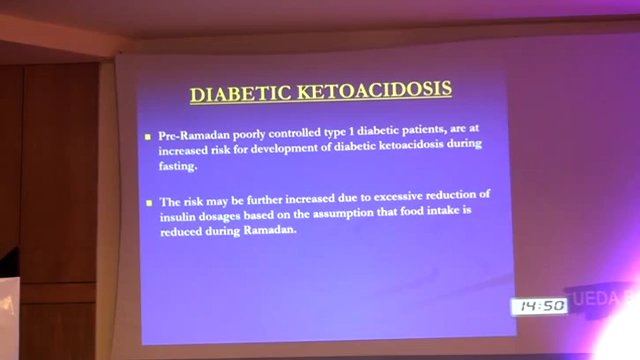 DIABETIC KETOACIDOSIS
Pre-Ramadan poorly controlled type 1 diabetic patients, are at
increased risk for development of diabetic ketoacidosis during
fasting.
The risk may be further increased due to excessive reduction of
insulin dosages based on the assumption that food intake is
reduced during Ramadan.
UEDA
14:50